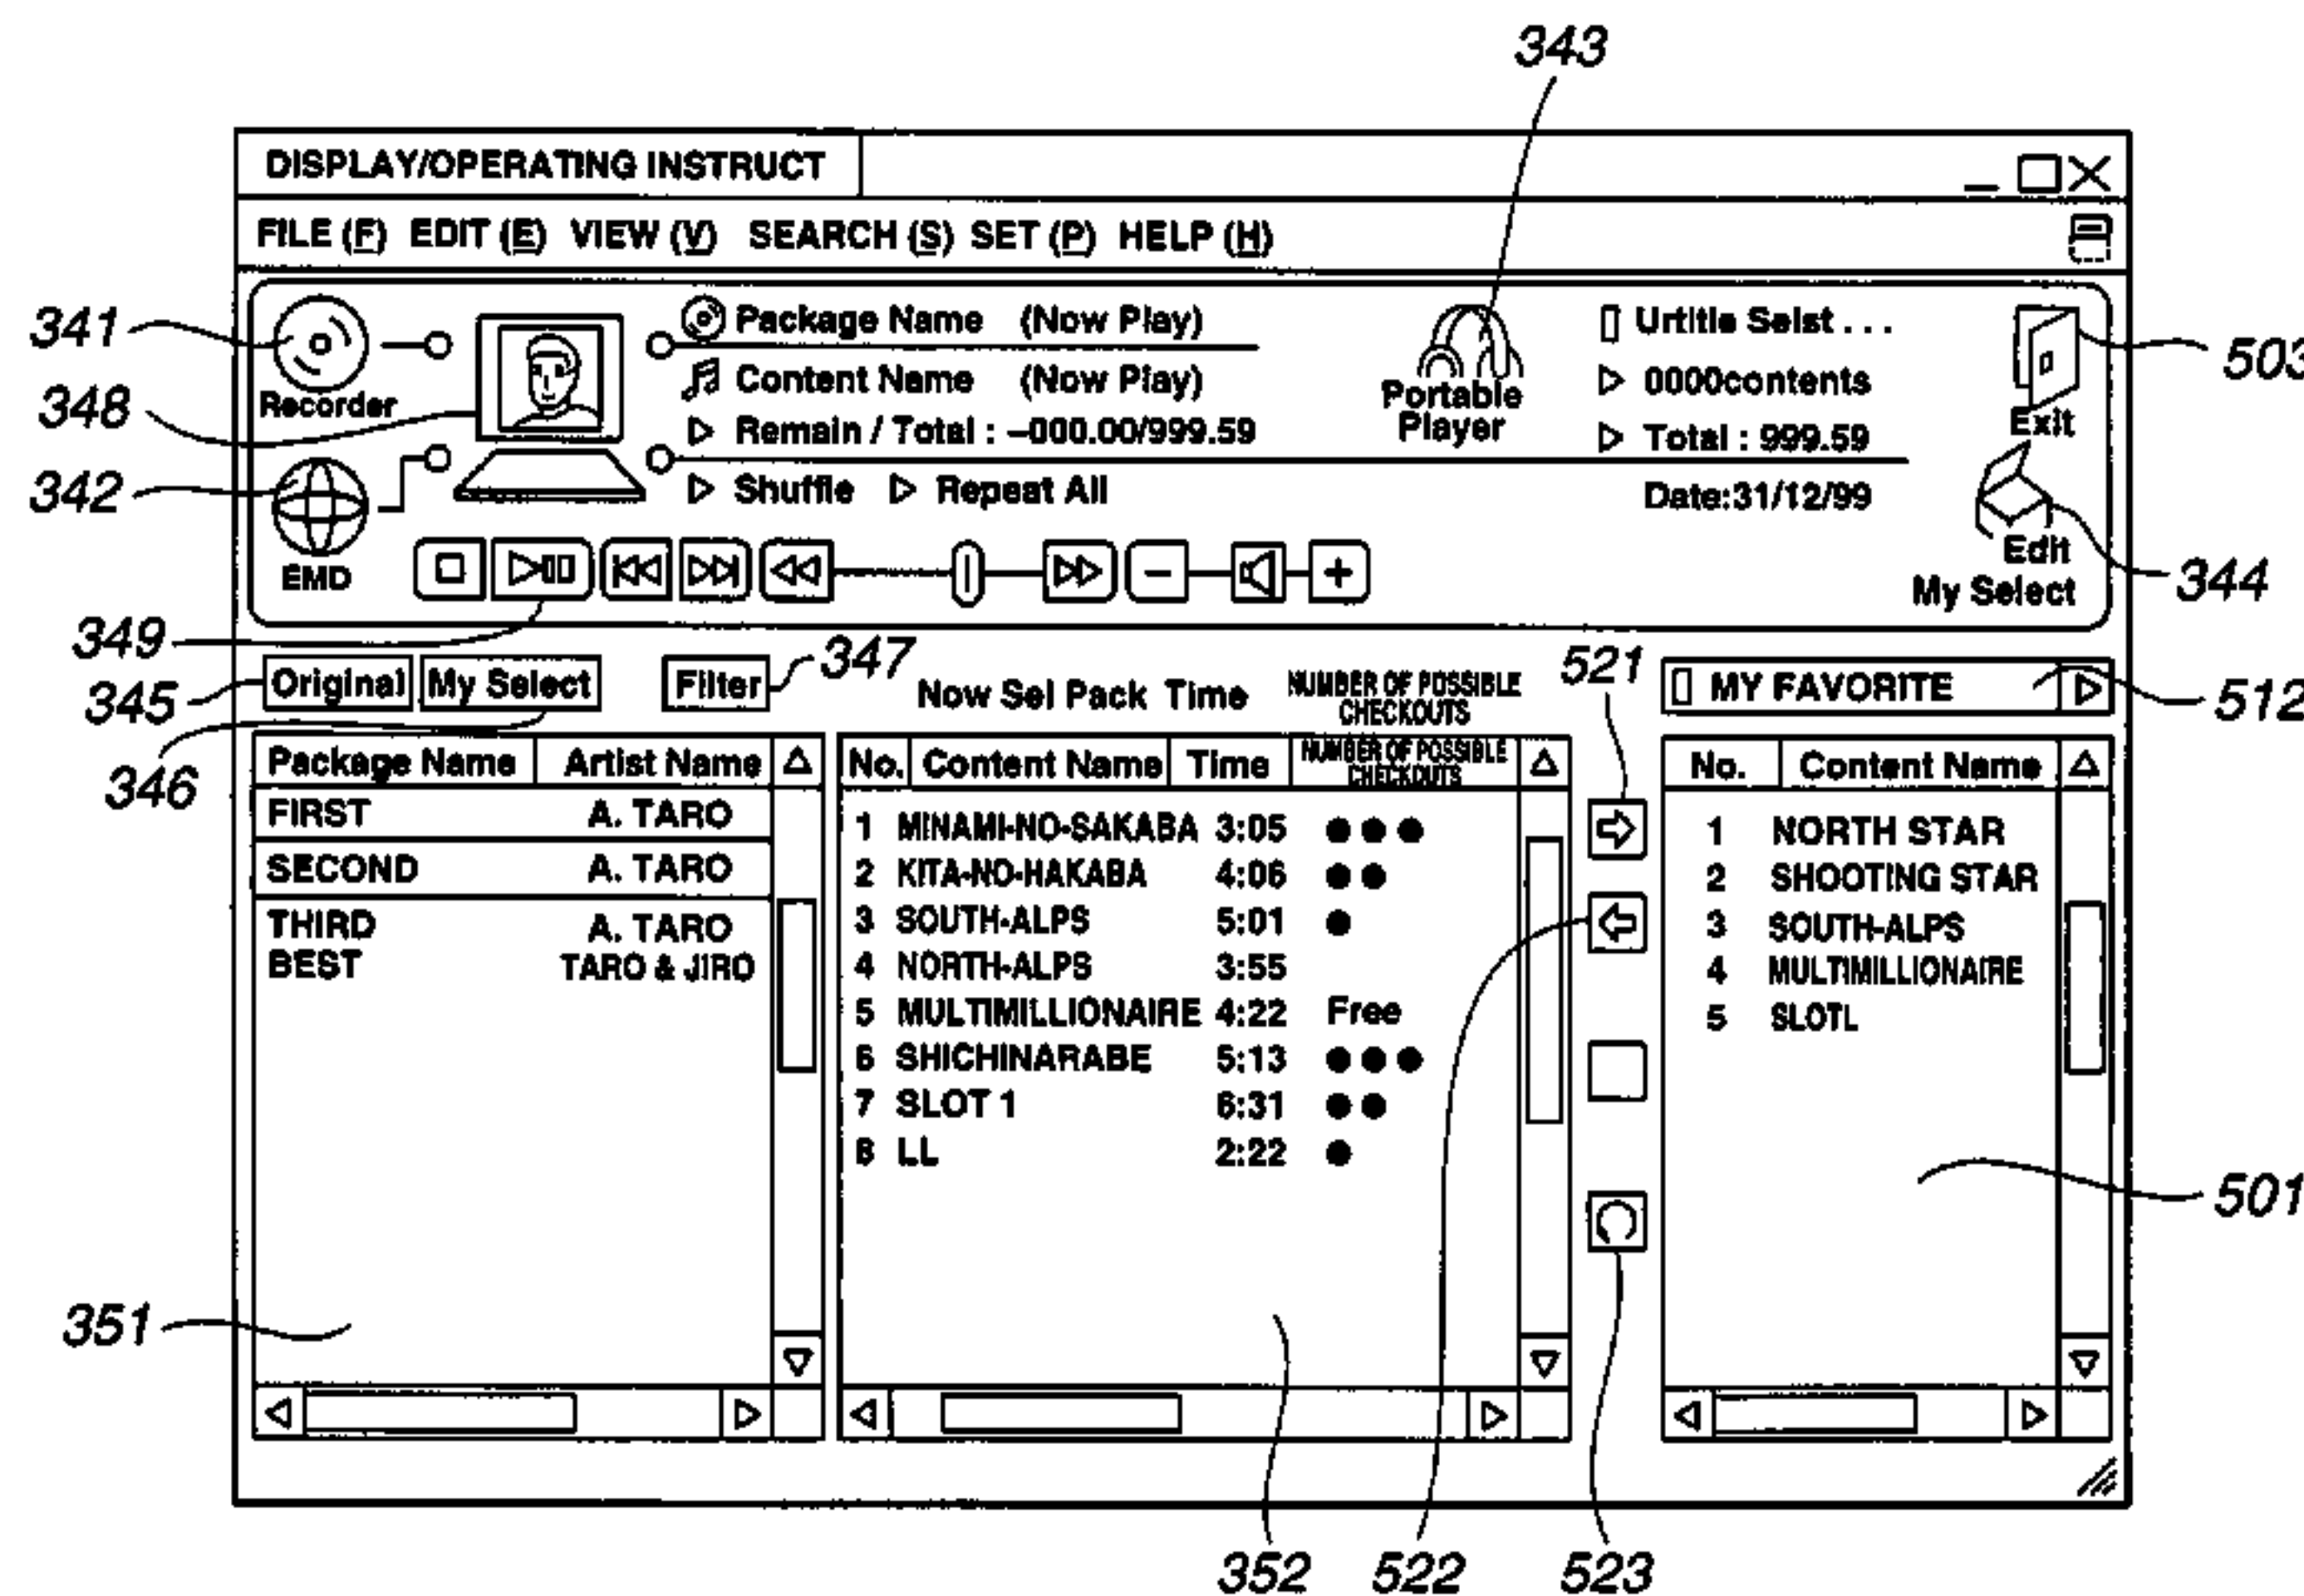 343
DISPLAY/OPERATING INSTRUCT
FILE (F) EDIT (E) VIEW (V) SEARCH (S) SET (P) HELP (H)
341
348
342
Recorder
EMD
Package Name (Now Play)
Content Name (Now Play)
Remain / Total : –000.00/999.59
Shuffle Repeat All
Portable
Player
Urtitle Selst . . .
0000contents
Total : 999.59
Date:31/12/99
Exit
503
Edit
My Select
344
349
345
346
Original My Select Filter
347
Now Sel Pack Time
NUMBER OF POSSIBLE
CHECKOUTS
521
MY FAVORITE
512
Package Name Artist Name
FIRST A. TARO
SECOND A. TARO
THIRD A. TARO
BEST TARO & JIRO
351
No. Content Name Time NUMBER OF POSSIBLE
CHECKOUTS
1 MINAMI-NO-SAKABA 3:05 ●●●
2 KITA-NO-HAKABA 4:06 ●●
3 SOUTH-ALPS 5:01 ●
4 NORTH-ALPS 3:55
5 MULTIMILLIONAIRE 4:22 Free
6 SHICHINARABE 5:13 ●●●
7 SLOT 1 6:31 ●●
8 LL 2:22 ●
No. Content Name
1 NORTH STAR
2 SHOOTING STAR
3 SOUTH-ALPS
4 MULTIMILLIONAIRE
5 SLOTL
501
352
522
523